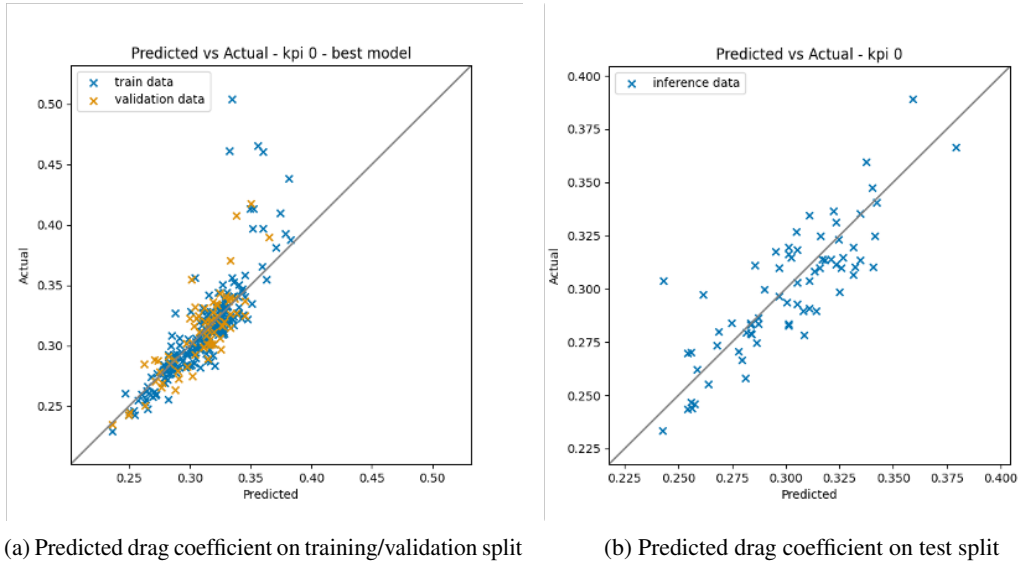 Predicted vs Actual - kpi 0 - best model
train data
validation data
0.50
0.45
0.40
0.35
0.30
0.25
Actual
0.25 0.30 0.35 0.40 0.45 0.50
Predicted
(a) Predicted drag coefficient on training/validation split
Predicted vs Actual - kpi 0
inference data
0.400
0.375
0.350
0.325
0.300
0.275
0.250
0.225
Actual
0.225 0.250 0.275 0.300 0.325 0.350 0.375 0.400
Predicted
(b) Predicted drag coefficient on test split